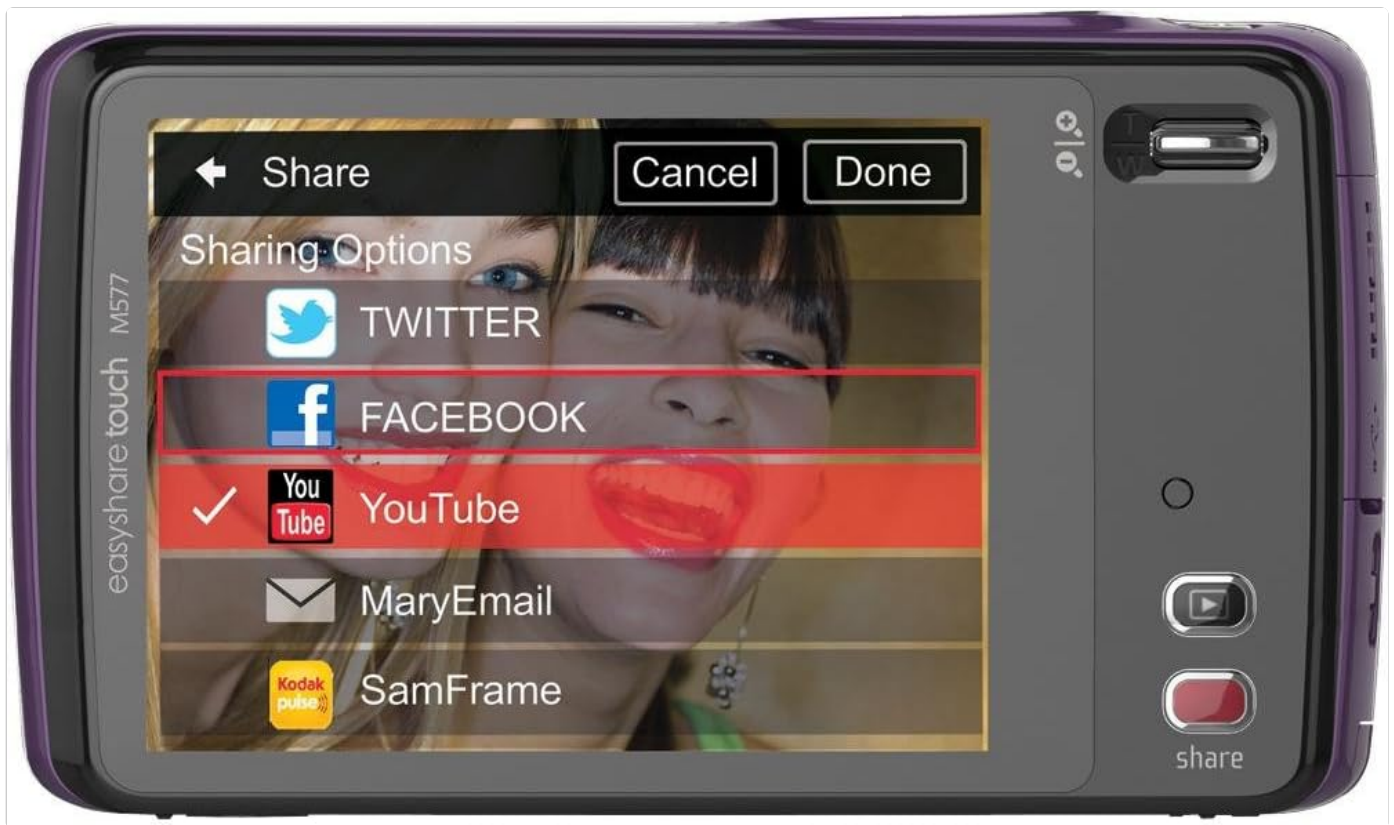 Share
Cancel
Done
Sharing Options
TWITTER
f
FACEBOOK
You
Tube
YouTube
MaryEmail
Kodak
pulse
SamFrame
easyshare touch M577
T
W
share